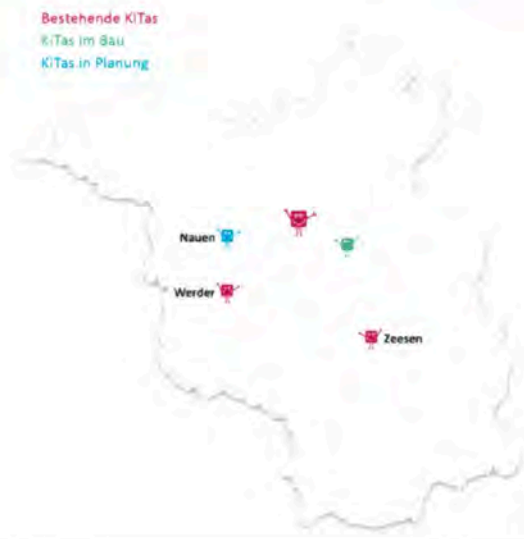 Bestehende KiTas
KiTas im Bau
KiTas in Planung
Nauen
Werder
Zeesen